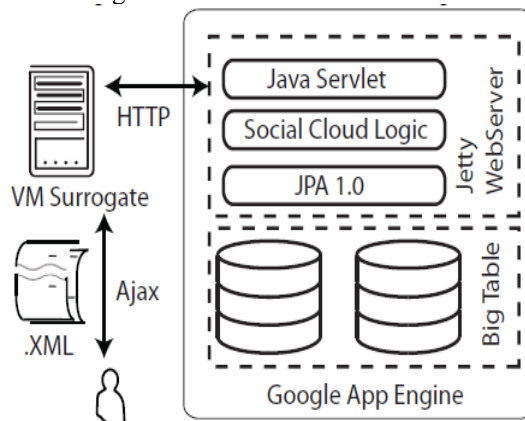 Java Servlet
HTTP
Social Cloud Logic
JPA 1.0
Jetty
WebServer
VM Surrogate
Ajax
.XML
Big Table
Google App Engine